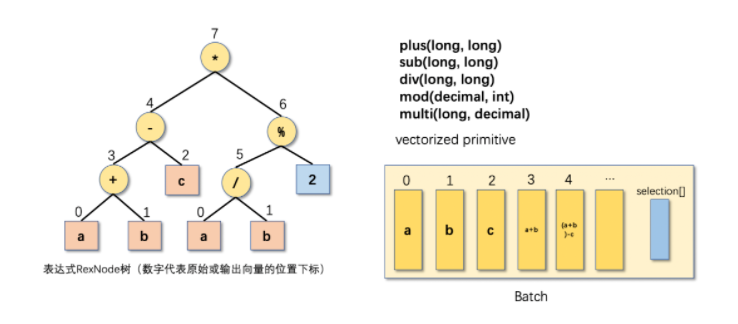 7
*
4
6
-
%
3
2
5
+
c
/
2
0
1
0
1
a
b
a
b
表达式RexNode树（数字代表原始或输出向量的位置下标）
plus(long, long)
sub(long, long)
div(long, long)
mod(decimal, int)
multi(long, decimal)
vectorized primitive
0
1
2
3
4
...
selection[]
a
b
c
a+b
(a+b
)-c
Batch